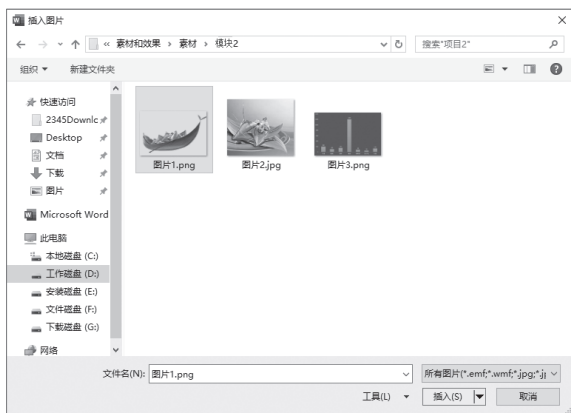 插入图片
« 素材和效果 › 素材 › 模块2
搜索"项目2"
组织
新建文件夹
快速访问
2345Downlc
Desktop
文档
下载
图片
Microsoft Word
此电脑
本地磁盘 (C:)
工作磁盘 (D:)
安装磁盘 (E:)
文件磁盘 (F:)
下载磁盘 (G:)
网络
图片1.png
图片2.jpg
图片3.png
文件名(N): 图片1.png
所有图片(*.emf;*.wmf;*.jpg;*.jp
工具(L)
插入(S)
取消